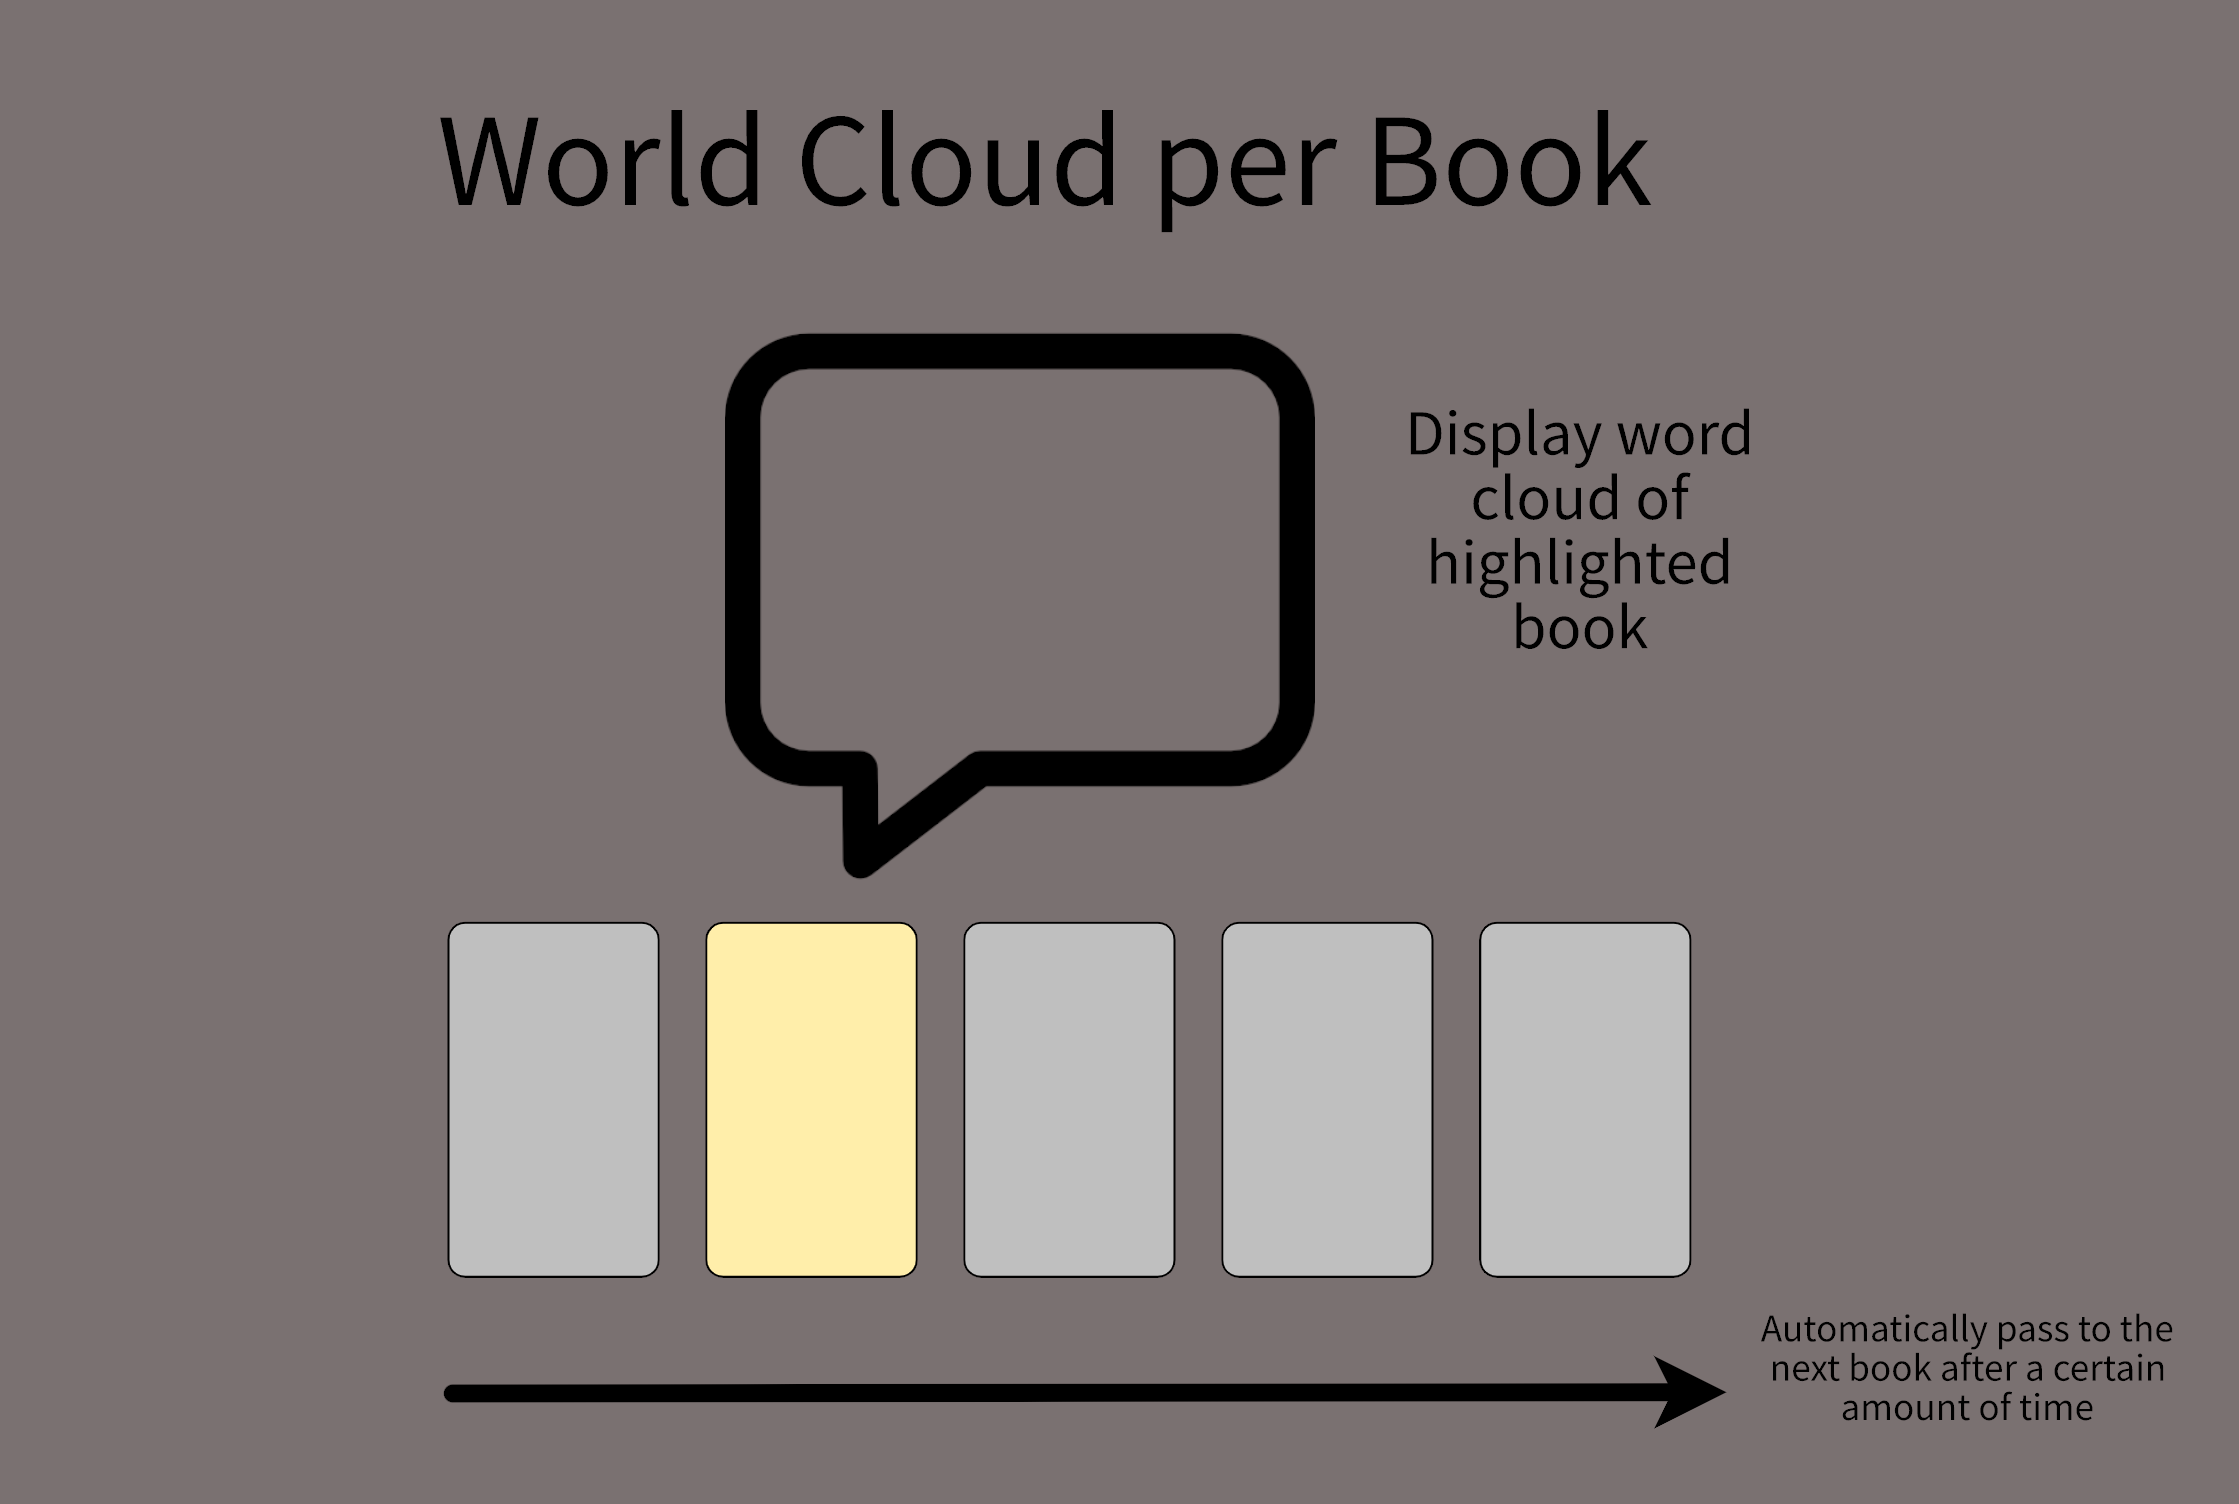 World Cloud per Book
Display word
cloud of
highlighted
book
Automatically pass to the
next book after a certain
amount of time